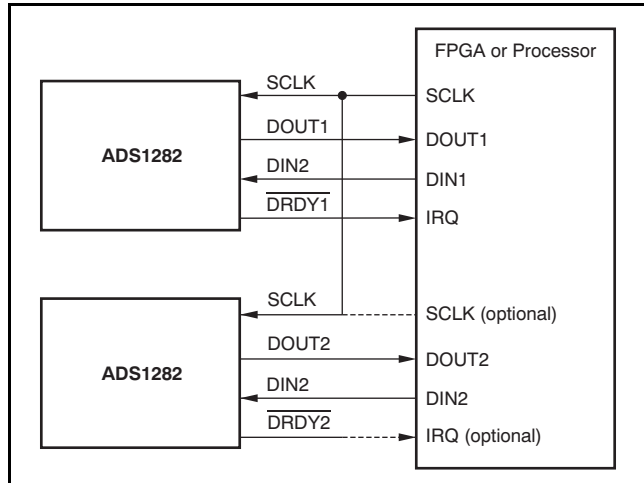 FPGA or Processor
SCLK
SCLK
DOUT1
DOUT1
ADS1282
DIN2
DIN1
DRDY1
IRQ
SCLK
SCLK (optional)
DOUT2
DOUT2
ADS1282
DIN2
DIN2
DRDY2
IRQ (optional)